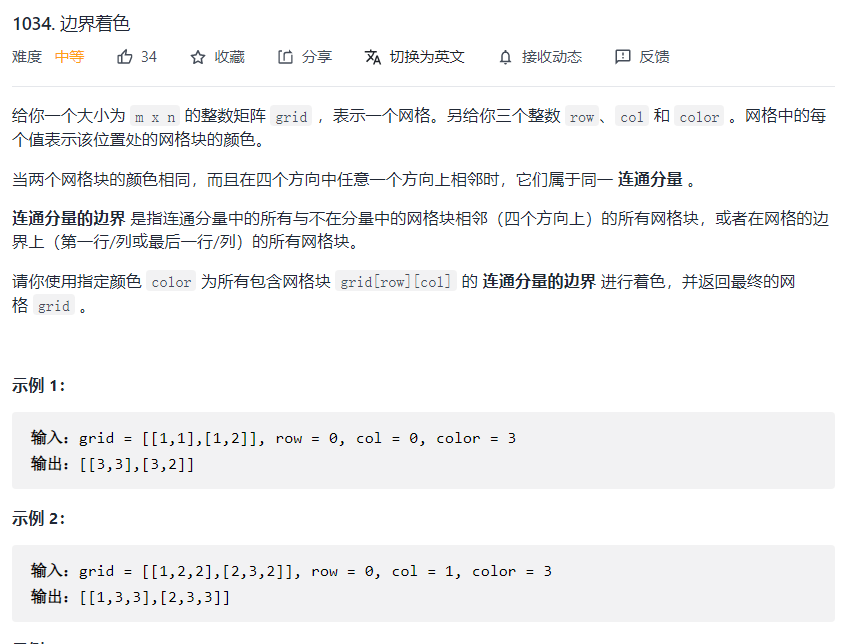 1034. 边界着色
难度 中等 34 收藏 分享 切换为英文 接收动态 反馈
给你一个大小为 m x n 的整数矩阵 grid ，表示一个网格。另给你三个整数 row、 col 和 color 。网格中的每
个值表示该位置处的网格块的颜色。
当两个网格块的颜色相同，而且在四个方向中任意一个方向上相邻时，它们属于同一 连通分量 。
连通分量的边界 是指连通分量中的所有与不在分量中的网格块相邻（四个方向上）的所有网格块，或者在网格的边
界上（第一行/列或最后一行/列）的所有网格块。
请你使用指定颜色 color 为所有包含网格块 grid[row][col] 的 连通分量的边界 进行着色，并返回最终的网
格 grid 。
示例 1：
输入：grid = [[1,1],[1,2]], row = 0, col = 0, color = 3
输出：[[3,3],[3,2]]
示例 2：
输入：grid = [[1,2,2],[2,3,2]], row = 0, col = 1, color = 3
输出：[[1,3,3],[2,3,3]]